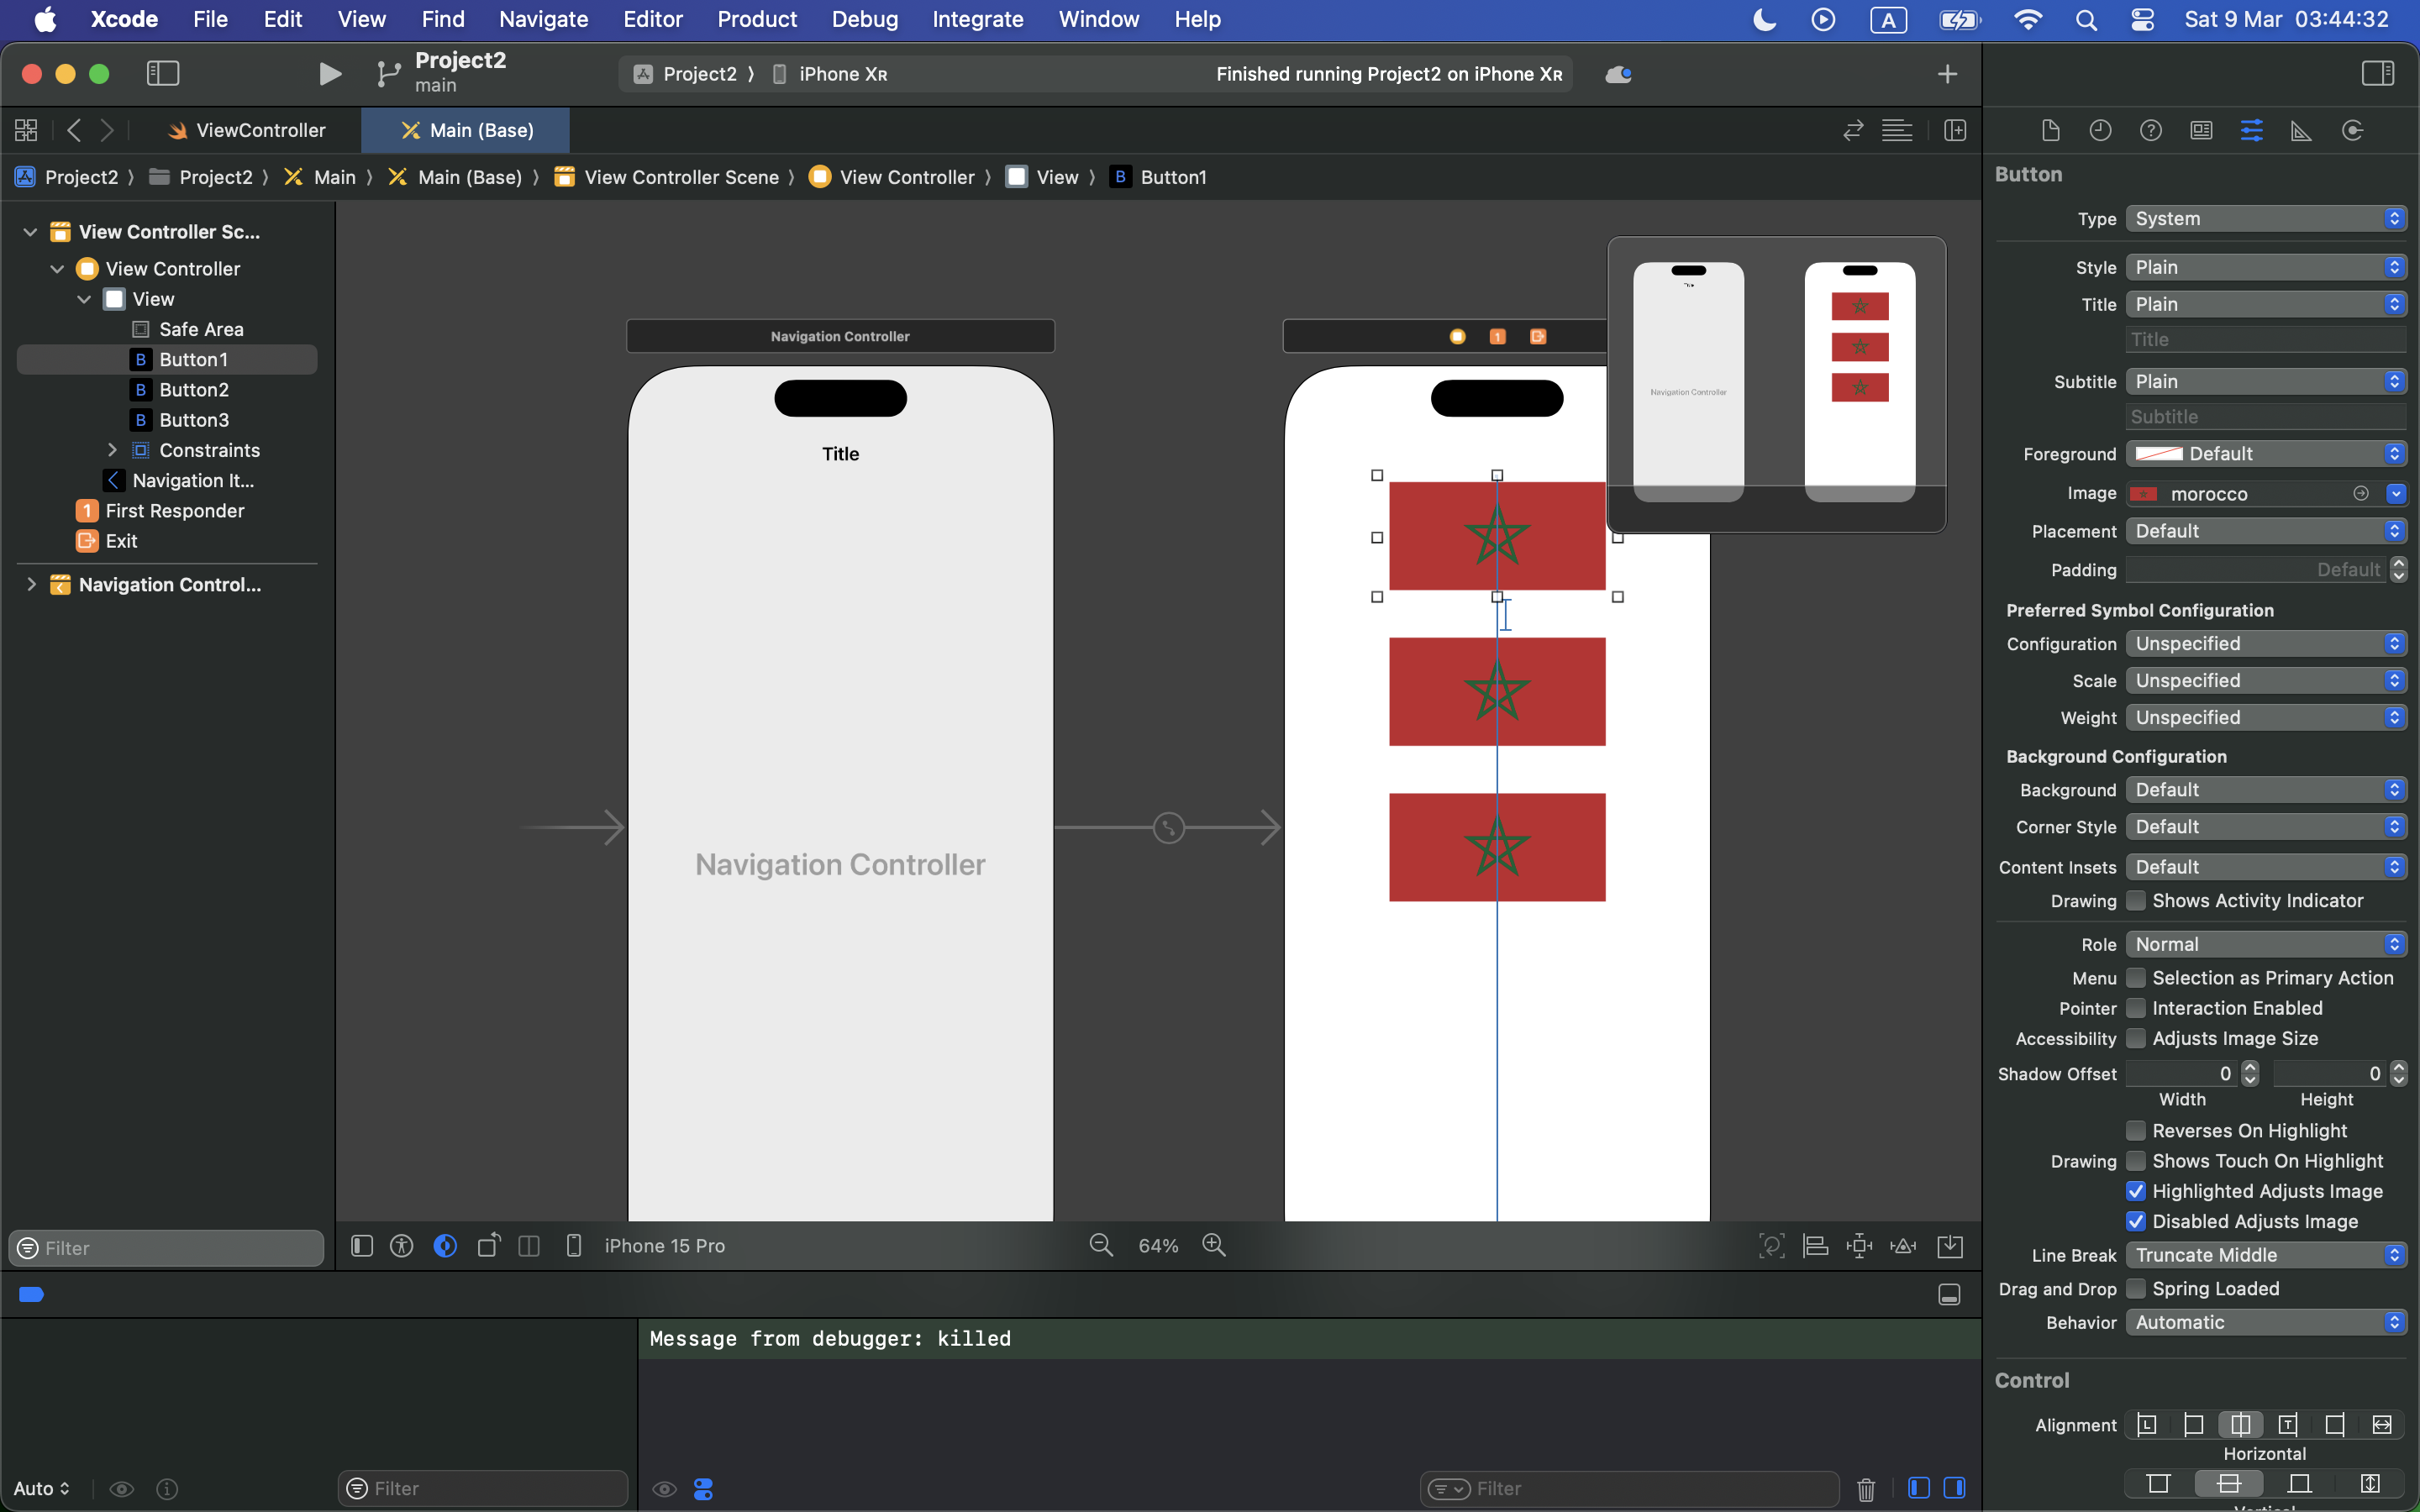 Xcode File Edit View Find Navigate Editor Product Debug Integrate Window Help A Sat 9 Mar 03:44:32
Project2
main
Project2 iPhone XR Finished running Project2 on iPhone XR
ViewController Main (Base)
Project2 Project2 Main Main (Base) View Controller Scene View Controller View B Button1
View Controller Sc...
View Controller
View
Safe Area
B Button1
B Button2
B Button3
Constraints
Navigation It...
1 First Responder
Exit
Navigation Control...
Filter
Navigation Controller
Title
Navigation Controller
1
Title
Navigation Controller
iPhone 15 Pro 64%
Message from debugger: killed
Auto Filter Filter
Button
Type System
Style Plain
Title Plain
Title
Subtitle Plain
Subtitle
Foreground Default
Image morocco
Placement Default
Padding Default
Preferred Symbol Configuration
Configuration Unspecified
Scale Unspecified
Weight Unspecified
Background Configuration
Background Default
Corner Style Default
Content Insets Default
Drawing Shows Activity Indicator
Role Normal
Menu Selection as Primary Action
Pointer Interaction Enabled
Accessibility Adjusts Image Size
Shadow Offset 0 0
Width Height
Reverses On Highlight
Drawing Shows Touch On Highlight
Highlighted Adjusts Image
Disabled Adjusts Image
Line Break Truncate Middle
Drag and Drop Spring Loaded
Behavior Automatic
Control
Alignment L T
Horizontal
Vertical